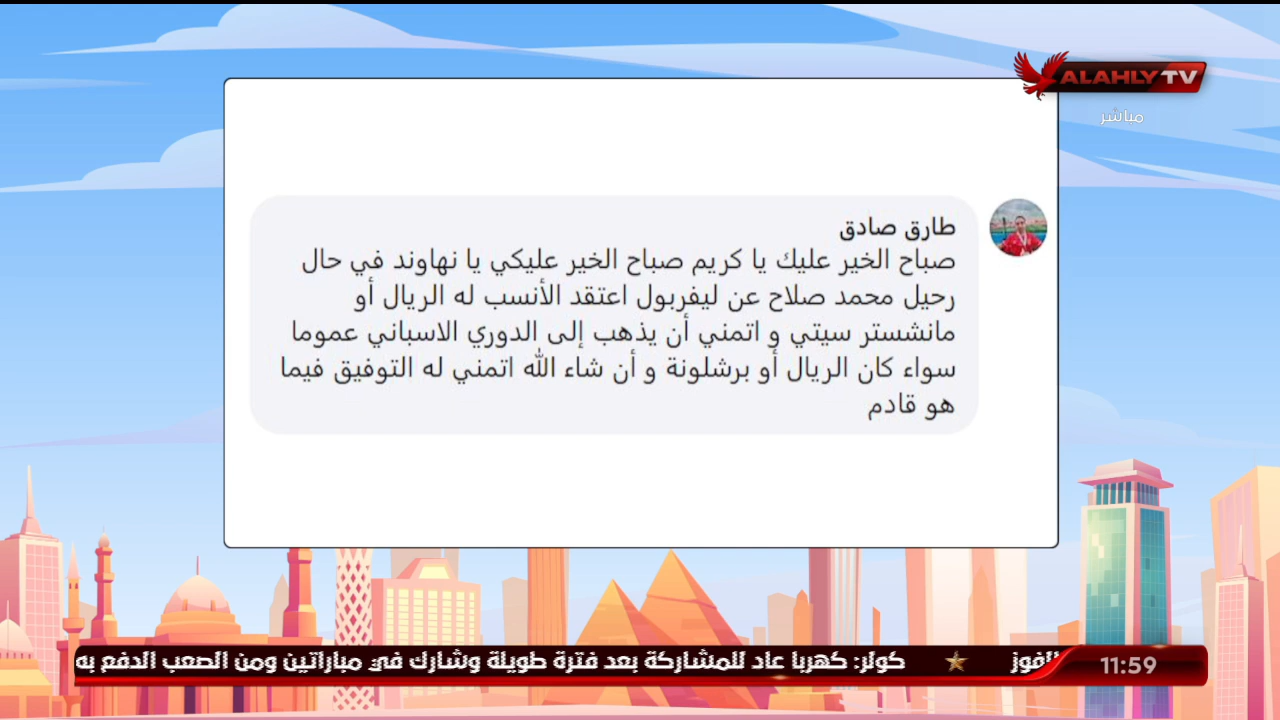 ALAHLY TV
مباشر
طارق صادق
صباح الخير عليك يا كريم صباح الخير عليكي يا نهاوند في حال
رحيل محمد صلاح عن ليفربول اعتقد الأنسب له الريال أو
مانشستر سيتي و اتمني أن يذهب إلى الدوري الاسباني عموما
سواء كان الريال أو برشلونة و أن شاء الله اتمني له التوفيق فيما
هو قادم
11:59
الفوز ★ كولر: كهربا عاد للمشاركة بعد فترة طويلة وشارك في مباراتين ومن الصعب الدفع به